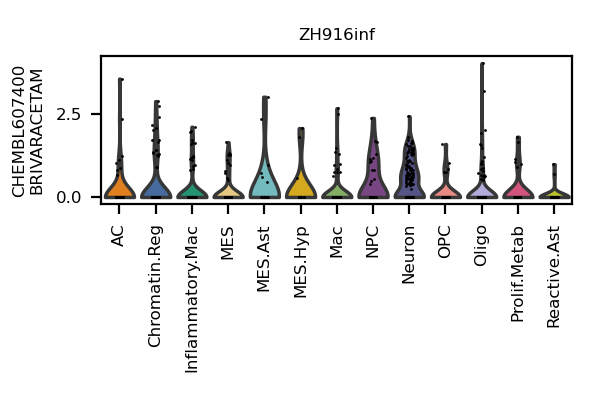 ZH916inf
CHEMBL607400
BRIVARACETAM
2.5
0.0
AC
Chromatin.Reg
Inflammatory.Mac
MES
MES.Ast
MES.Hyp
Mac
NPC
Neuron
OPC
Oligo
Prolif.Metab
Reactive.Ast